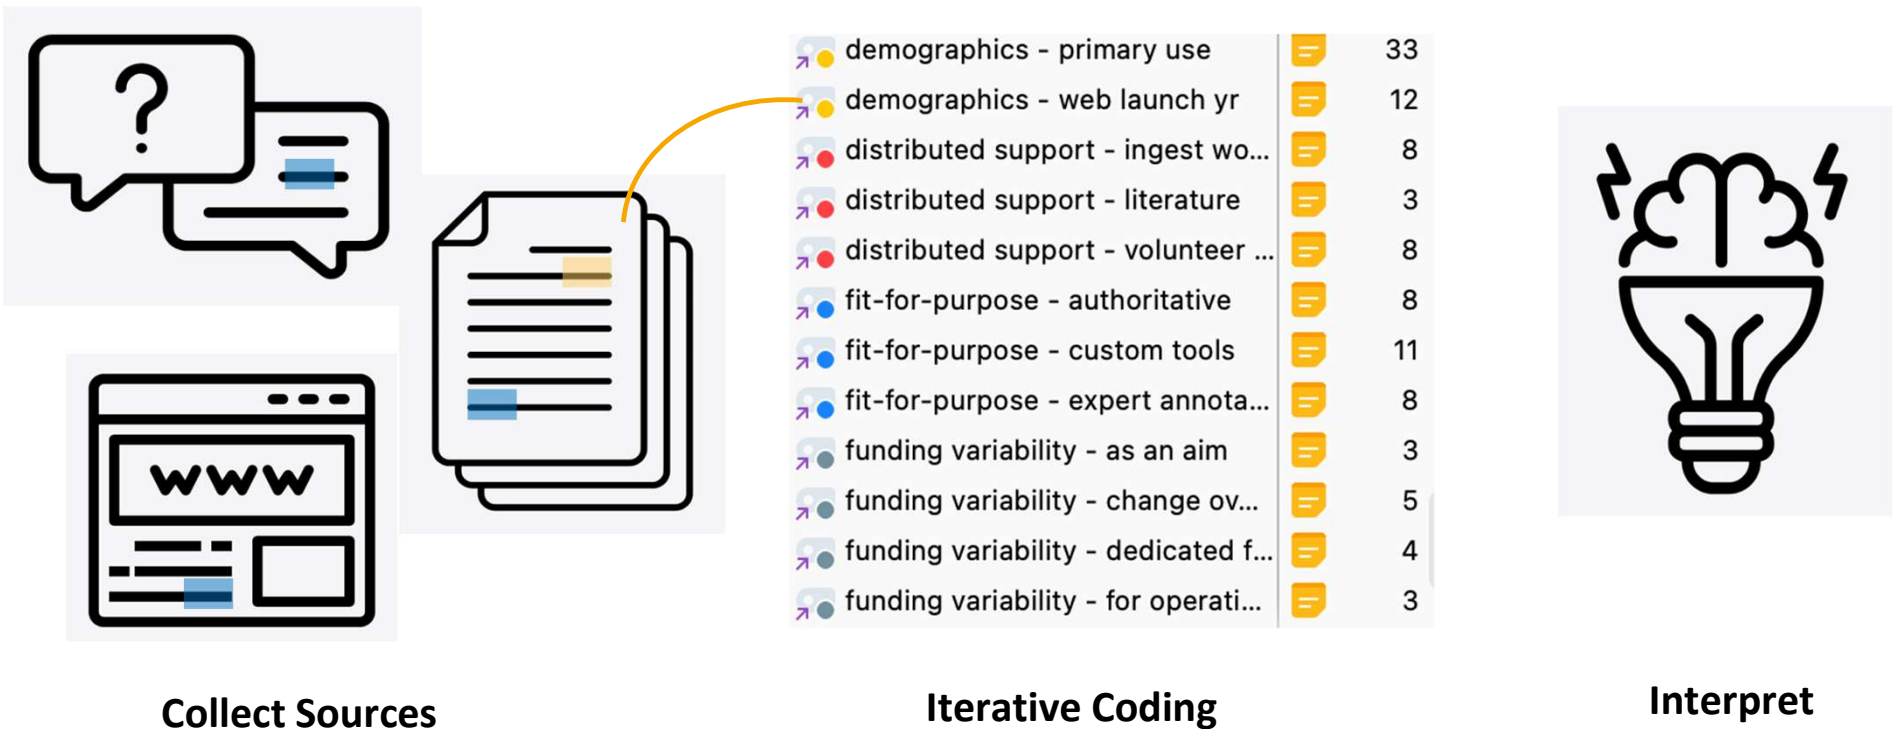 ?
www
demographics - primary use 33
demographics - web launch yr 12
distributed support - ingest wo... 8
distributed support - literature 3
distributed support - volunteer ... 8
fit-for-purpose - authoritative 8
fit-for-purpose - custom tools 11
fit-for-purpose - expert annota... 8
funding variability - as an aim 3
funding variability - change ov... 5
funding variability - dedicated f... 4
funding variability - for operati... 3
Collect Sources
Iterative Coding
Interpret